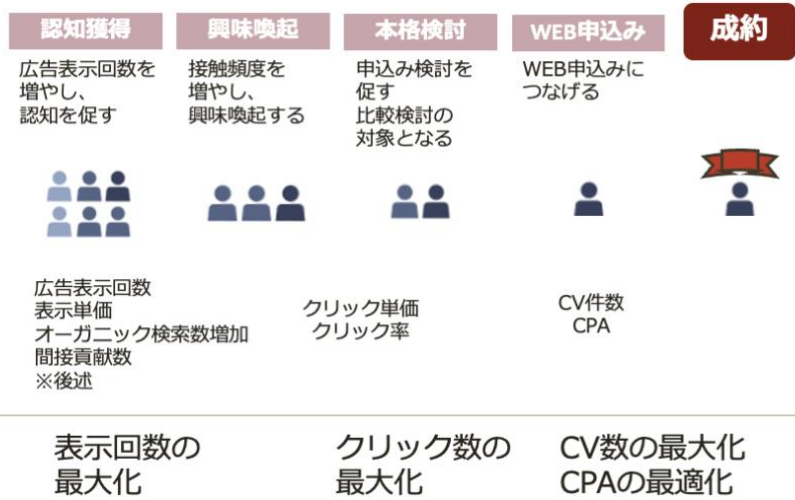 認知獲得
広告表示回数を
増やし、
認知を促す
興味喚起
接触頻度を
増やし、
興味喚起する
本格検討
申込み検討を
促す
比較検討の
対象となる
WEB申込み
WEB申込みに
つなげる
成約
広告表示回数
表示単価
オーガニック検索数増加
間接貢献数
※後述
クリック単価
クリック率
CV件数
CPA
表示回数の
最大化
クリック数の
最大化
CV数の最大化
CPAの最適化